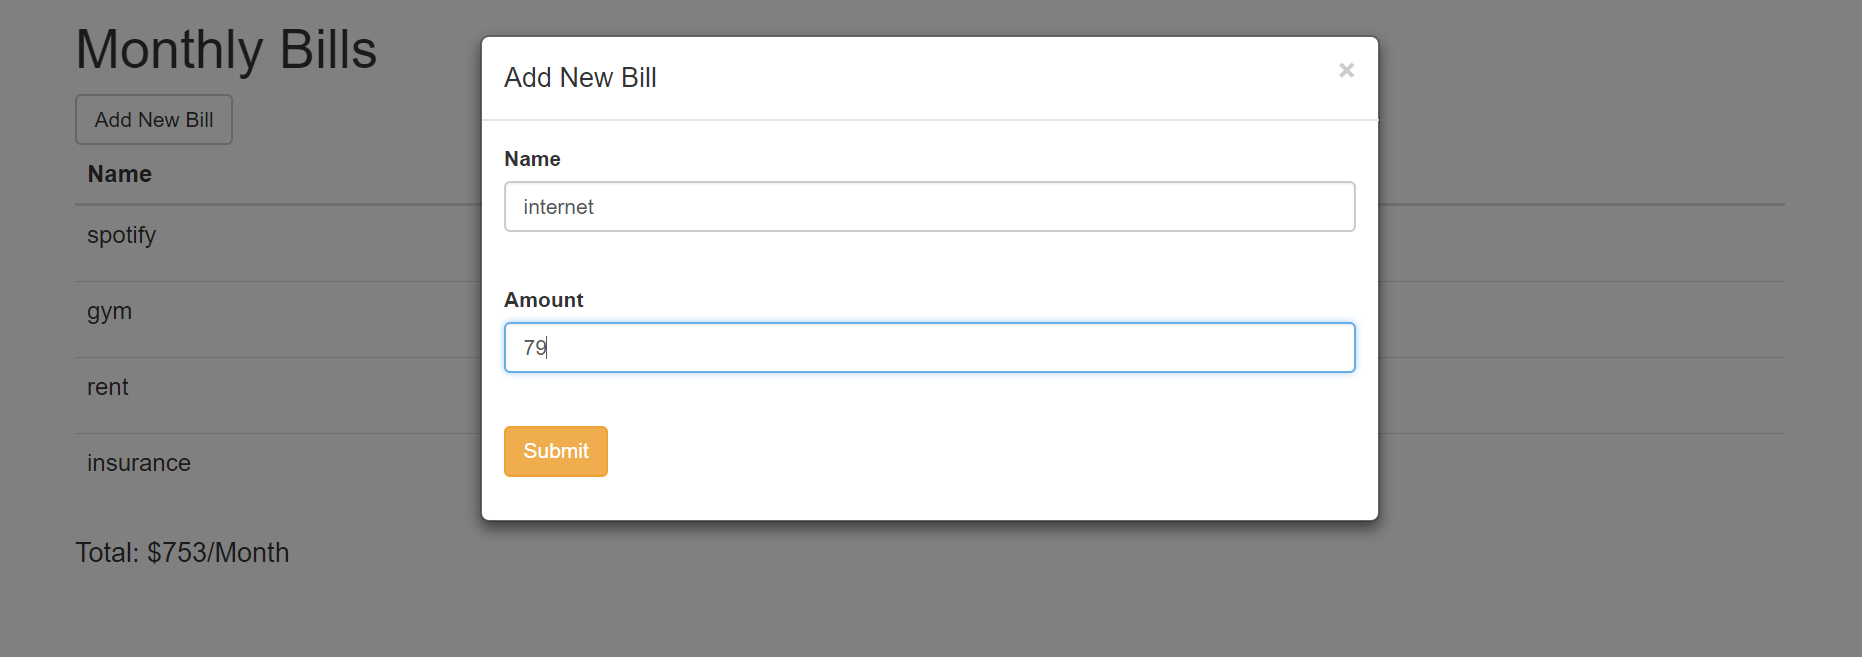 Monthly Bills
Add New Bill
Name
spotify
gym
rent
insurance
Total: $753/Month
Add New Bill
×
Name
internet
Amount
79
Submit